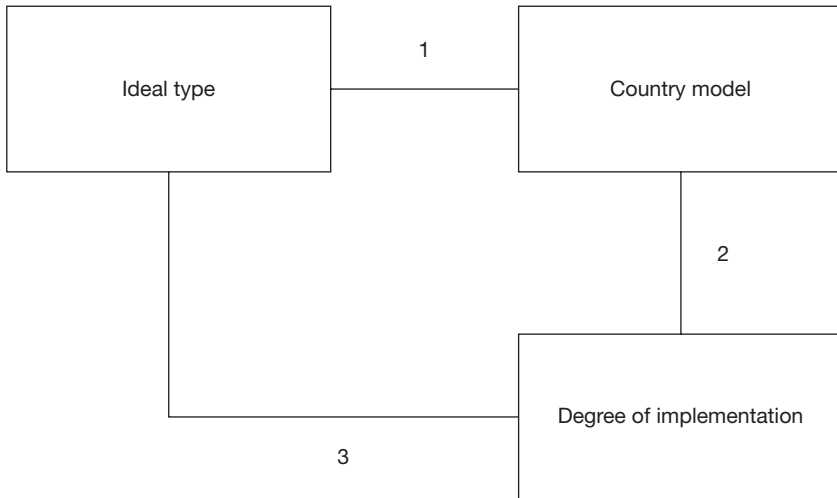 1
Ideal type
Country model
2
Degree of implementation
3